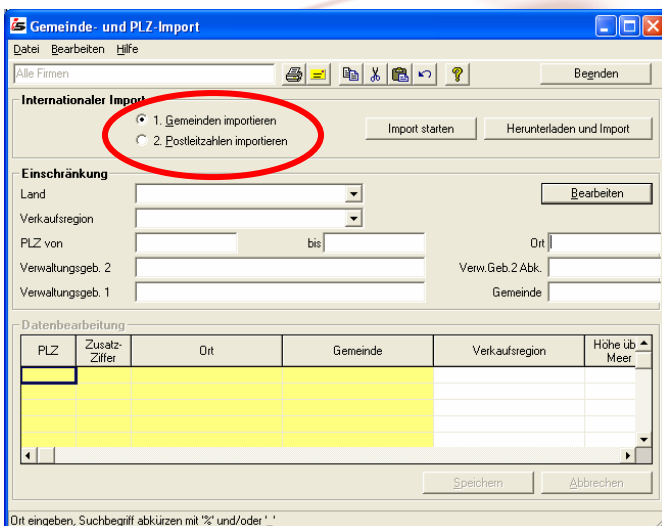 Gemeinde- und PLZ-Import
Datei Bearbeiten Hilfe
Alle Firmen
Beenden
Internationaler Import
1. Gemeinden importieren
2. Postleitzahlen importieren
Import starten
Herunterladen und Import
Einschränkung
Land
Bearbeiten
Verkaufsregion
PLZ von bis Ort
Verwaltungsgeb. 2 Verw.Geb.2 Abk.
Verwaltungsgeb. 1 Gemeinde
Datenbearbeitung
PLZ Zusatz-Ziffer Ort Gemeinde Verkaufsregion Höhe üb Meer
Speichern Abbrechen
Ort eingeben, Suchbegriff abkürzen mit '%' und/oder '_'